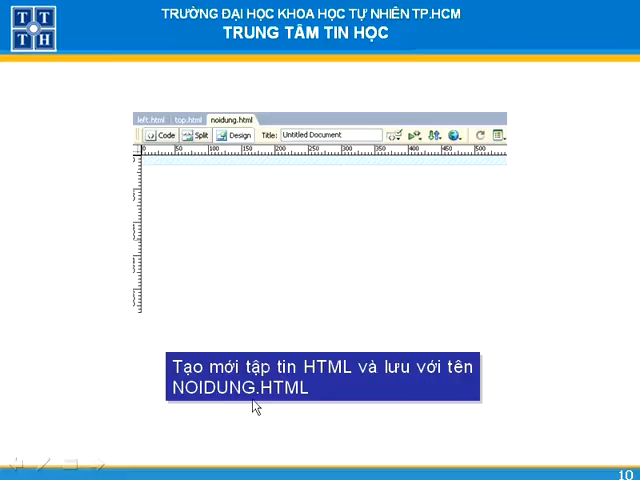 TRƯỜNG ĐẠI HỌC KHOA HỌC TỰ NHIÊN TP.HCM
TRUNG TÂM TIN HỌC
T T
T H
left.html top.html noidung.html
Code Split Design Title: Untitled Document
0 50 100 150 200 250 300 350 400 450 500
Tạo mới tập tin HTML và lưu với tên
NOIDUNG.HTML
10